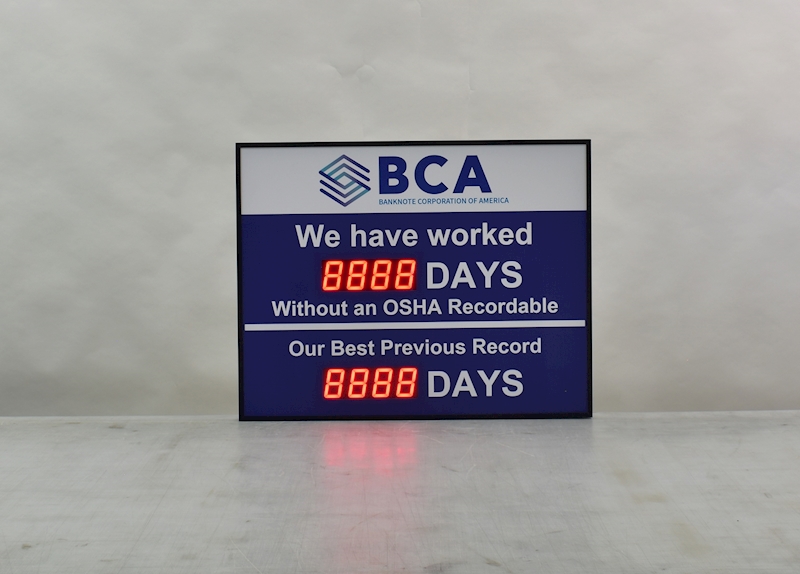 BCA
BANKNOTE CORPORATION OF AMERICA
We have worked
8888 DAYS
Without an OSHA Recordable
Our Best Previous Record
8888 DAYS